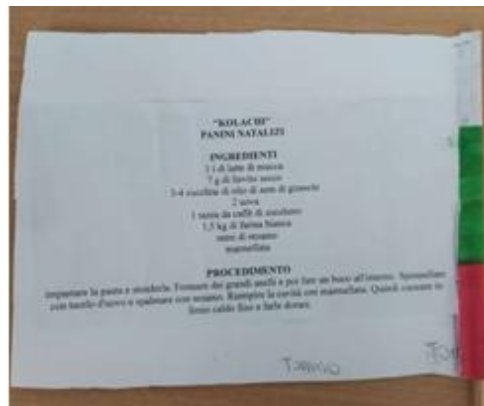 "KOLACHI"
PANINI NATALIZI
INGREDIENTI
1 l di latte di mucca
7 g di lievito secco
3-4 cucchiai di olio di semi di girasole
2 uova
1 tazza da caffè di zucchero
1,5 kg di farina bianca
semi di sesamo
marmellata
PROCEDIMENTO
impastare la pasta e stenderla. Formare dei grandi anelli e poi fare un buco all'interno. Spennellare
con tuorlo d'uovo e spalmare con sesamo. Riempire la cavità con marmellata. Quindi cuocere in
forno caldo fino a farle dorare.